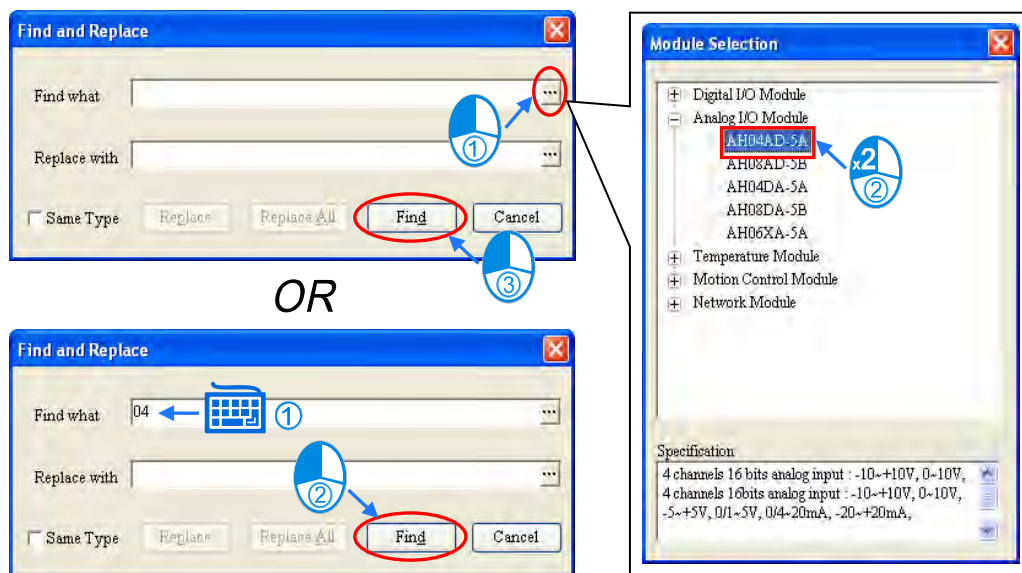 Find and Replace
Find what
...
①
Replace with
...
Same Type Replace Replace All Find Cancel
③
OR
Find and Replace
Find what 04 ①
...
Replace with
...
②
Same Type Replace Replace All Find Cancel
Module Selection
Digital I/O Module
Analog I/O Module
AH04AD-5A
AH08AD-5B
AH04DA-5A
AH08DA-5B
AH06XA-5A
Temperature Module
Motion Control Module
Network Module
x2
②
Specification
4 channels 16 bits analog input : -10~+10V, 0~10V,
4 channels 16bits analog input : -10~+10V, 0~10V,
-5~+5V, 0/1~5V, 0/4~20mA, -20~+20mA,